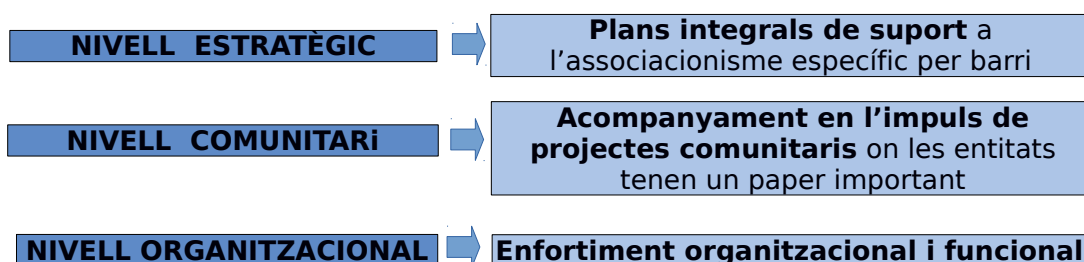 NIVELL ESTRATÈGIC
Plans integrals de suport a
l’associacionisme específic per barri
NIVELL COMUNITARi
Acompanyament en l’impuls de
projectes comunitaris on les entitats
tenen un paper important
NIVELL ORGANITZACIONAL
Enfortiment organitzacional i funcional